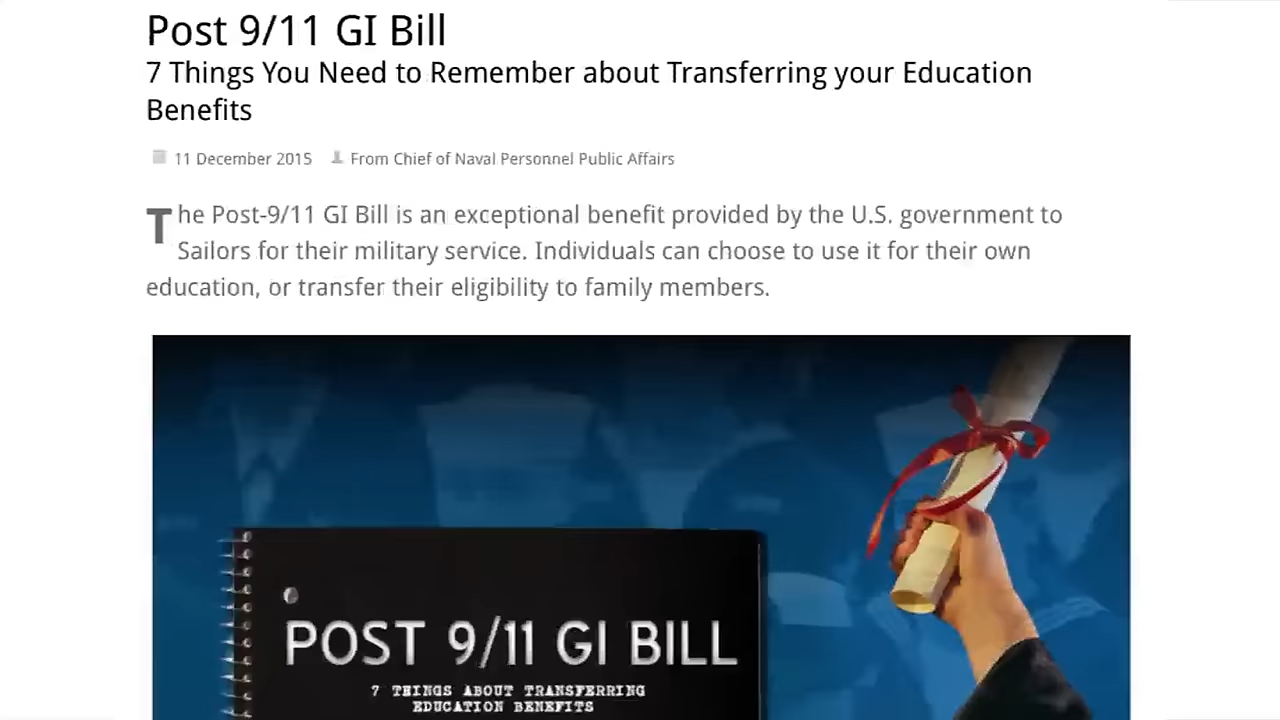 Post 9/11 GI Bill
7 Things You Need to Remember about Transferring your Education
Benefits
11 December 2015 From Chief of Naval Personnel Public Affairs
The Post-9/11 GI Bill is an exceptional benefit provided by the U.S. government to
Sailors for their military service. Individuals can choose to use it for their own
education, or transfer their eligibility to family members.
POST 9/11 GI BILL
7 THINGS ABOUT TRANSFERRING
EDUCATION BENEFITS